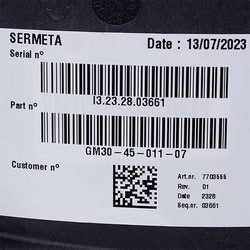 SERMETA Date : 13/07/2023
Serial n°
I3.23.28.03661
Part n°
GM30-45-011-07
Customer n°
Art.nr. 7703555
Rev. 01
Date 2328
Seq.nr. 03661